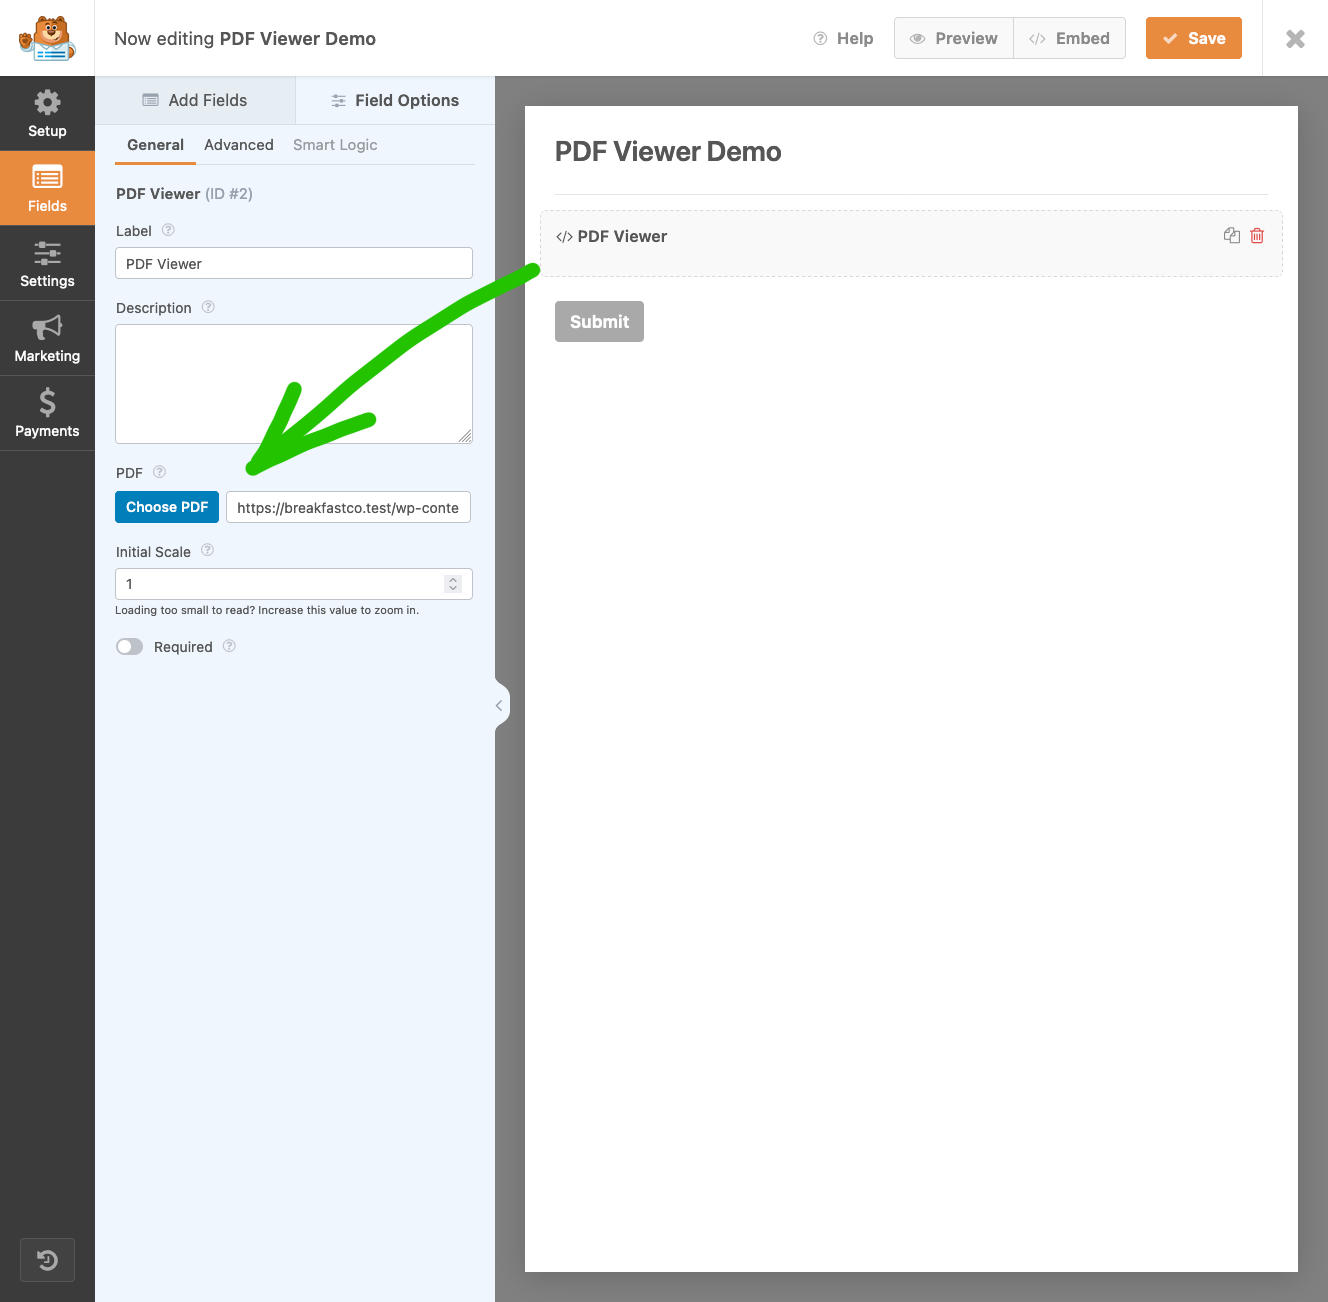 Now editing PDF Viewer Demo
Help
Preview
Embed
Save
Setup
Fields
Settings
Marketing
Payments
Add Fields
Field Options
General
Advanced
Smart Logic
PDF Viewer (ID #2)
Label
PDF Viewer
Description
PDF
Choose PDF
https://breakfastco.test/wp-conte
Initial Scale
1
Loading too small to read? Increase this value to zoom in.
Required
PDF Viewer Demo
</> PDF Viewer
Submit